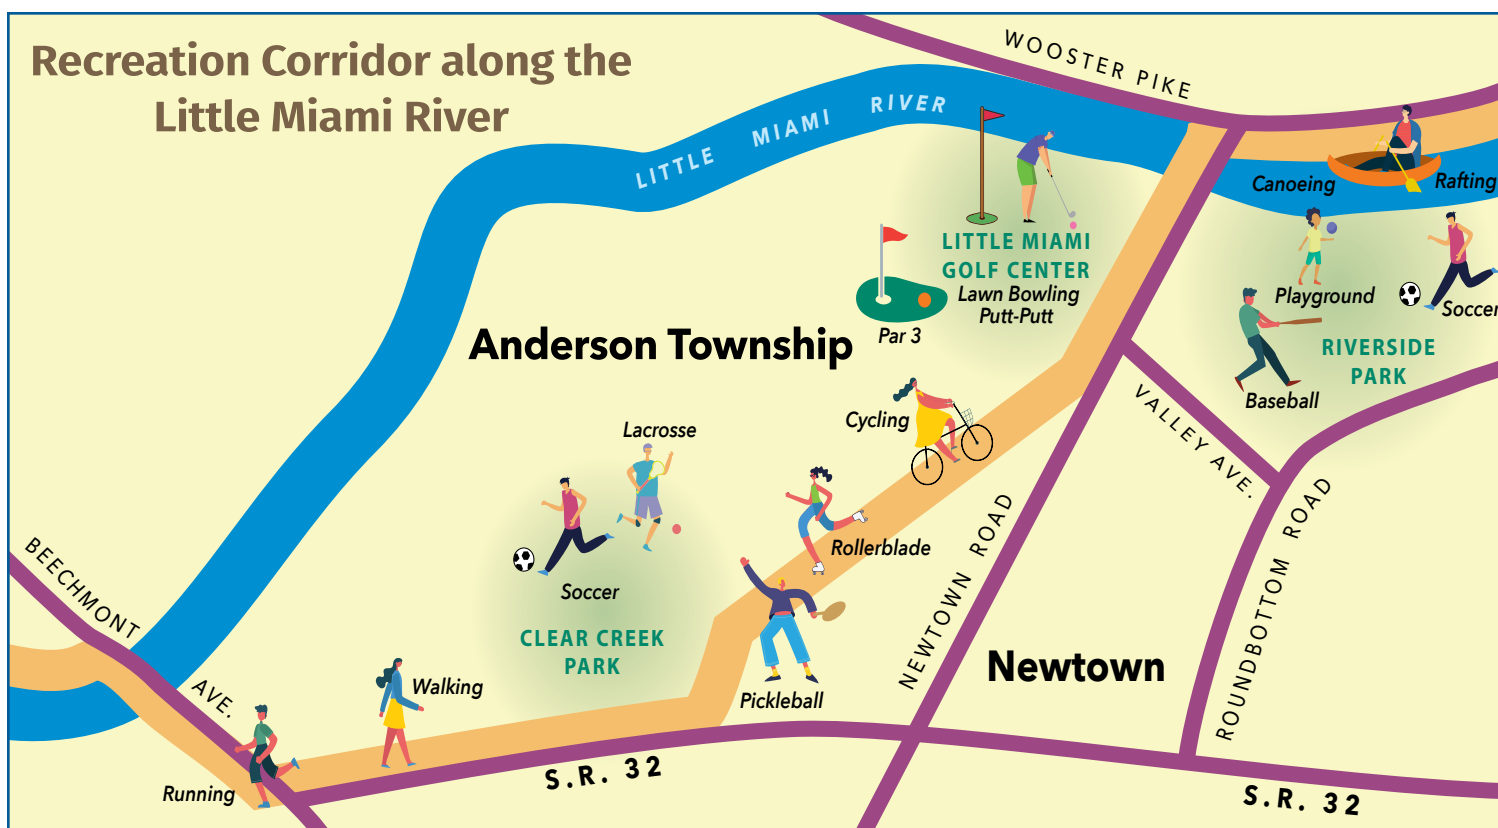 Recreation Corridor along the
Little Miami River
WOOSTER PIKE
LITTLE MIAMI RIVER
Canoeing
Rafting
LITTLE MIAMI
GOLF CENTER
Lawn Bowling
Putt-Putt
Par 3
Playground
Soccer
RIVERSIDE
PARK
Baseball
Anderson Township
Cycling
VALLEY AVE.
Lacrosse
Rollerblade
Soccer
CLEAR CREEK
PARK
NEWTOWN ROAD
ROUNDBOTTOM ROAD
Newtown
BEECHMONT AVE.
Walking
Pickleball
Running
S.R. 32
S.R. 32